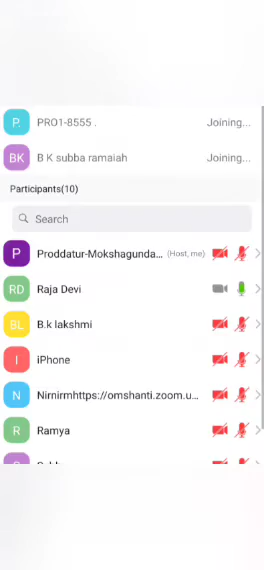 P. PRO1-8555 . Joining...
BK B K subba ramaiah Joining...
Participants(10)
Search
P Proddatur-Mokshagunda... (Host, me)
RD Raja Devi
BL B.k lakshmi
I iPhone
N Nirnirmhttps://omshanti.zoom.u...
R Ramya